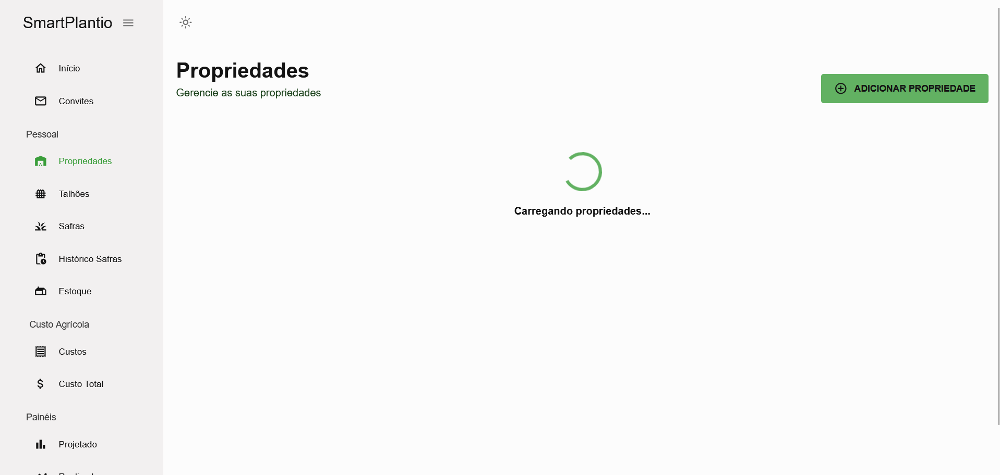 SmartPlantio
Início
Convites
Pessoal
Propriedades
Talhões
Safras
Histórico Safras
Estoque
Custo Agrícola
Custos
Custo Total
Painéis
Projetado
Propriedades
Gerencie as suas propriedades
ADICIONAR PROPRIEDADE
Carregando propriedades...